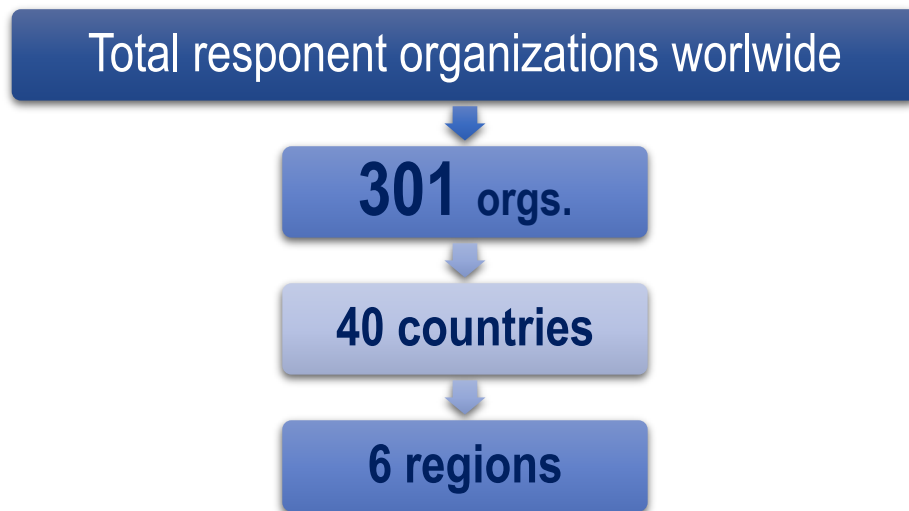 Total responent organizations worlwide
301 orgs.
40 countries
6 regions